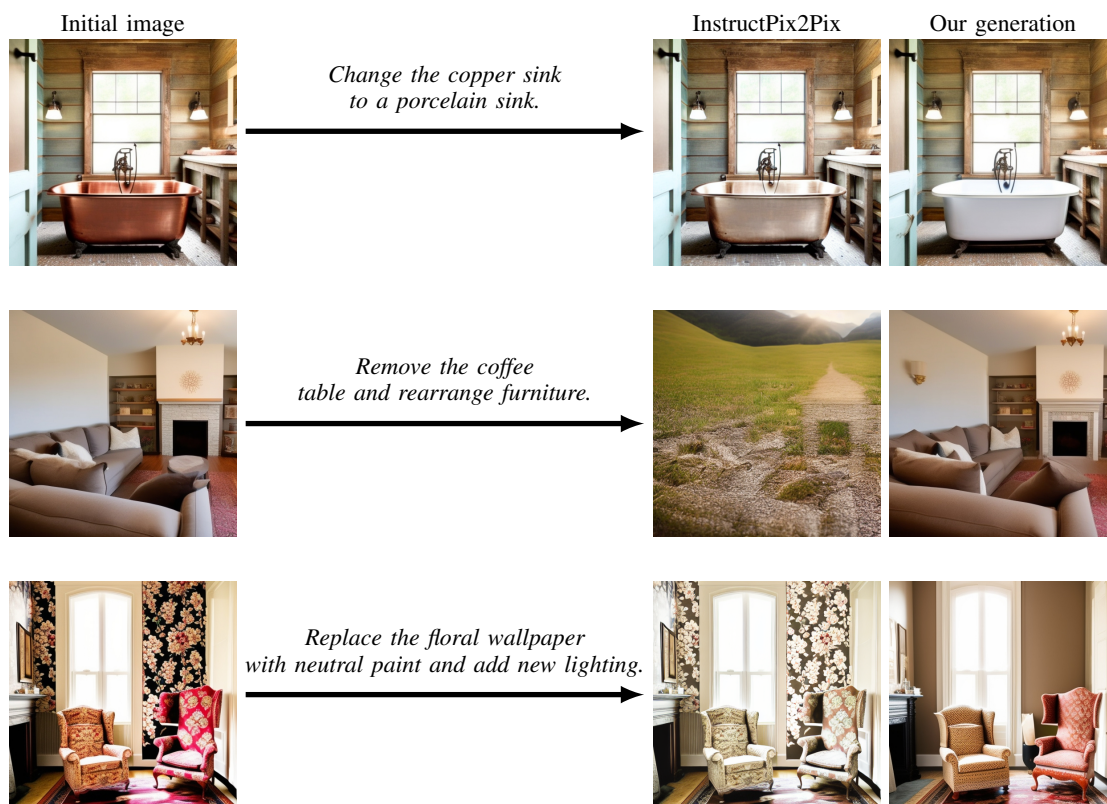 Initial image
InstructPix2Pix
Our generation
Change the copper sink
to a porcelain sink.
Remove the coffee
table and rearrange furniture.
Replace the floral wallpaper
with neutral paint and add new lighting.